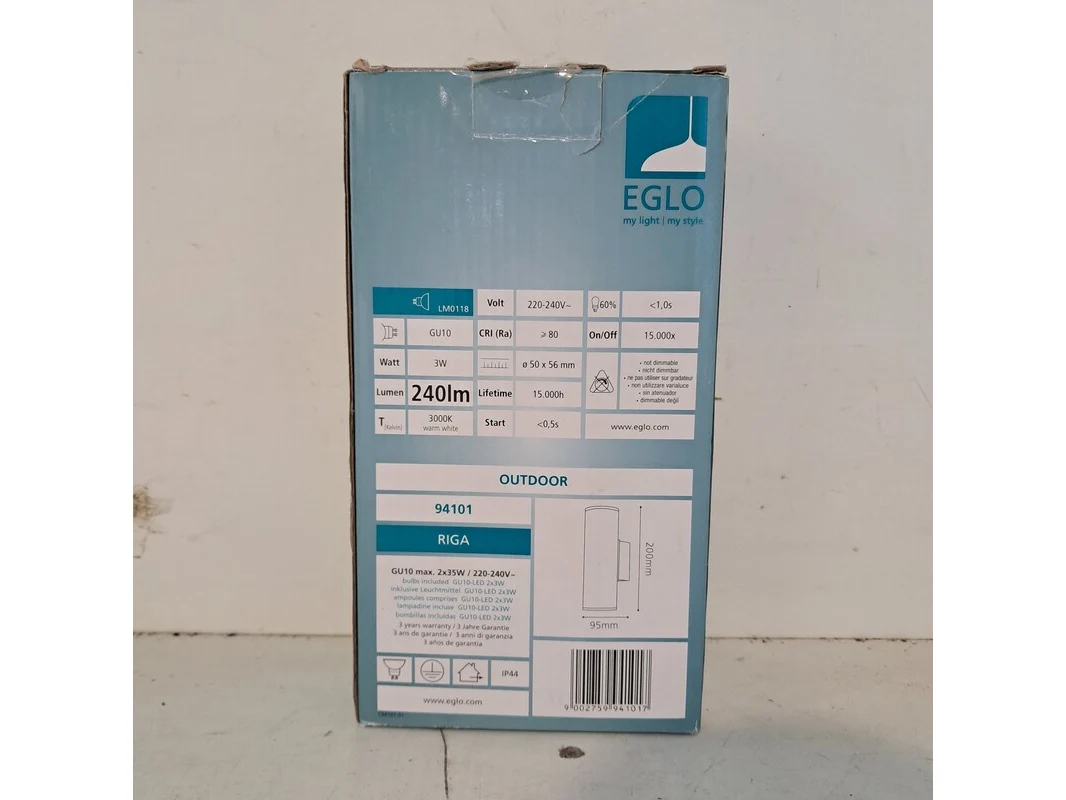 EGLO
my light | my style
LM0118
Volt
220-240V~
60%
<1,0s
GU10
CRI (Ra)
⩾ 80
On/Off
15.000x
Watt
3W
ø 50 x 56 mm
• not dimmable
• nicht dimmbar
• ne pas utiliser sur gradateur
• non utilizzare varialuce
• sin atenuador
• dimmable değil
Lumen
240lm
Lifetime
15.000h
T (Kelvin)
3000K
warm white
Start
<0,5s
www.eglo.com
OUTDOOR
94101
RIGA
GU10 max. 2x35W / 220-240V~
bulbs included GU10-LED 2x3W
inklusive Leuchtmittel GU10-LED 2x3W
ampoules comprises GU10-LED 2x3W
lampadine incluse GU10-LED 2x3W
bombillas incluidas GU10-LED 2x3W
3 years warranty / 3 Jahre Garantie
3 ans de garantie / 3 anni di garanzia
3 años de garantía
200mm
95mm
IP44
www.eglo.com
9 002759 941017